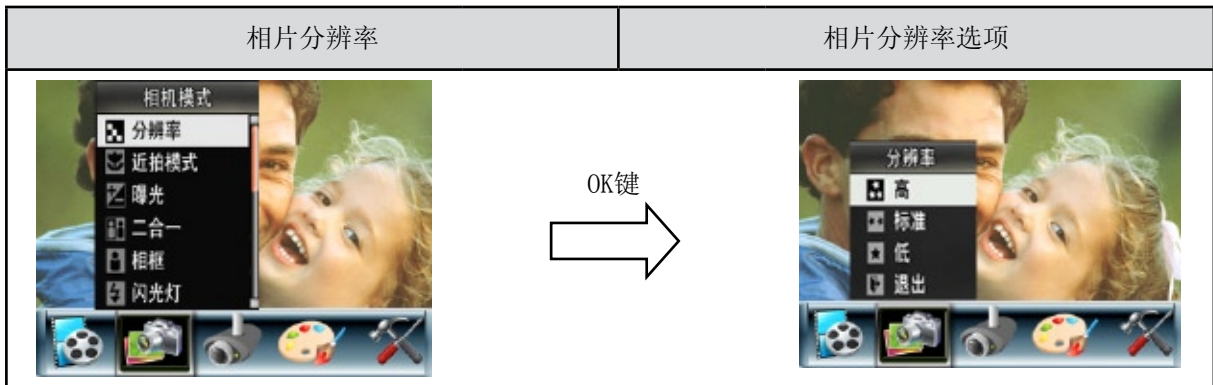 相片分辨率
相片分辨率选项
相机模式
分辨率
近拍模式
曝光
二合一
相框
闪光灯
OK键
分辨率
高
标准
低
退出